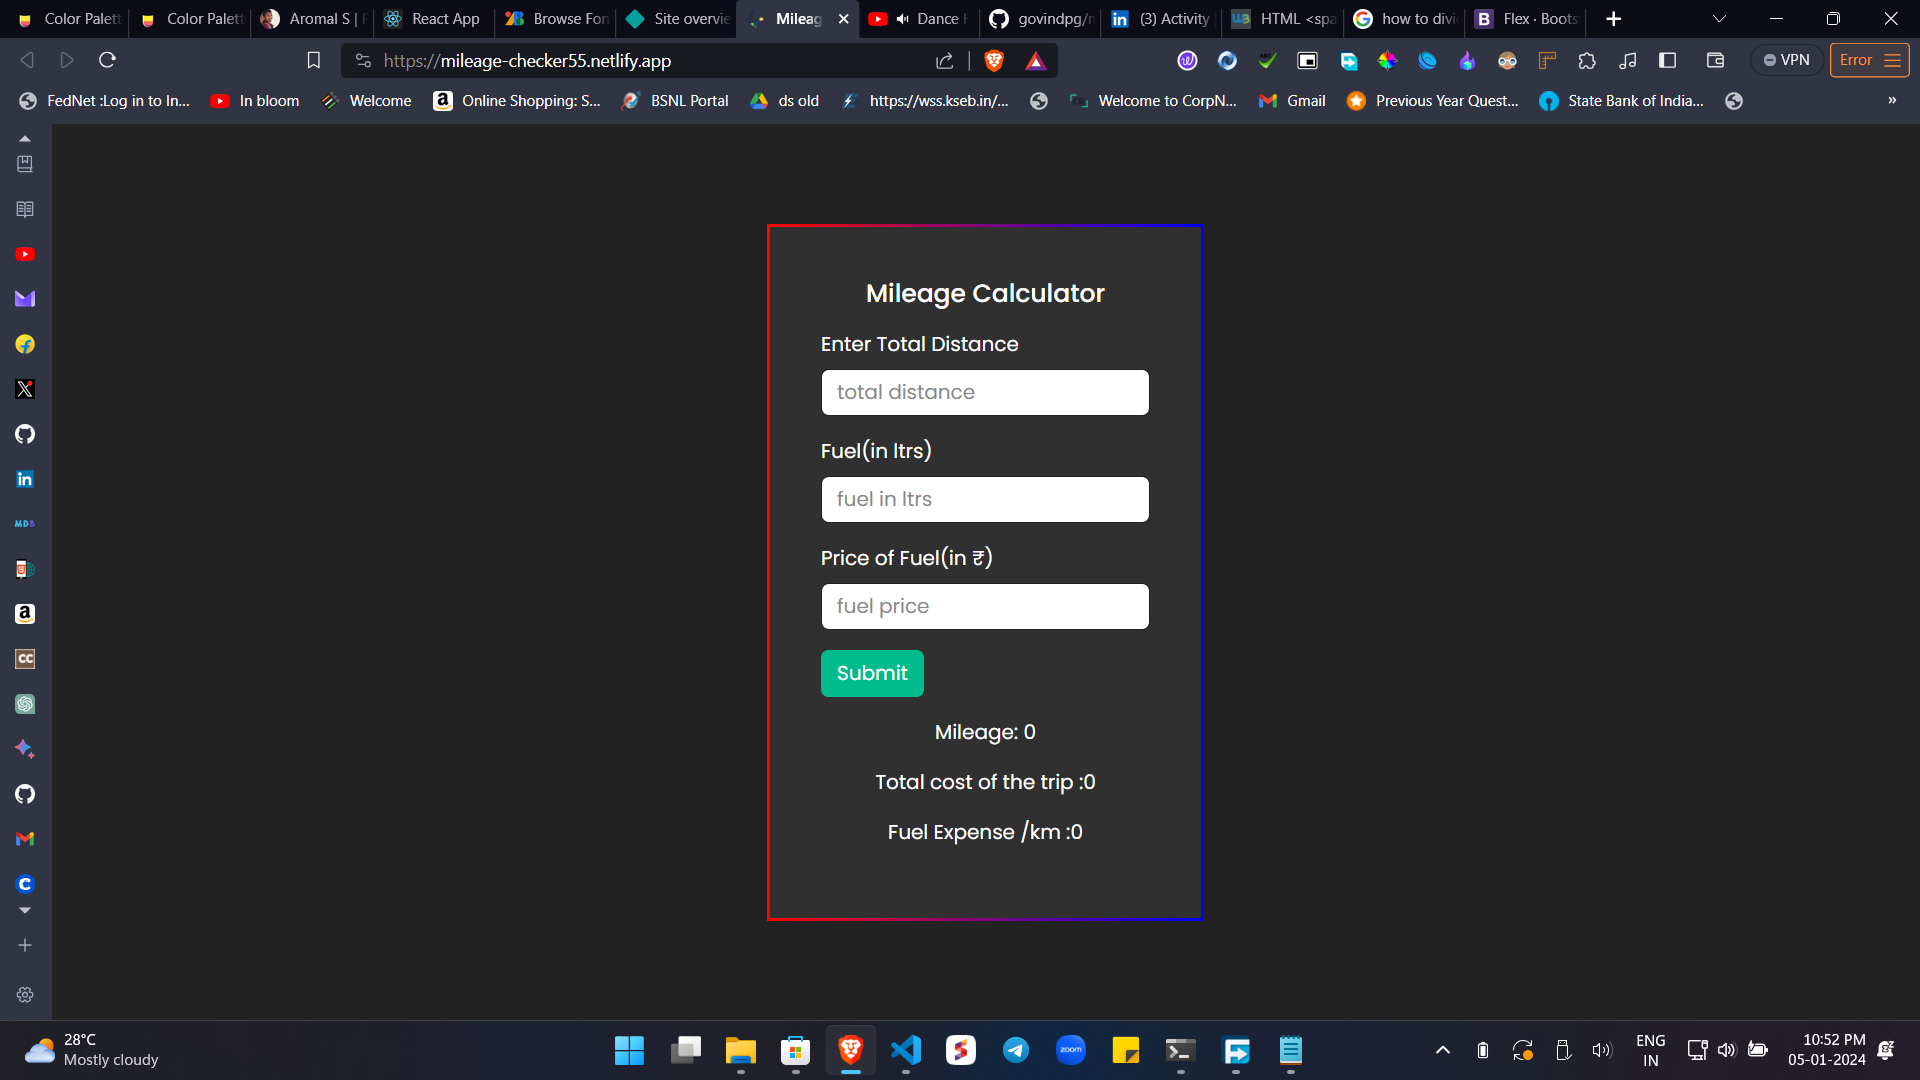 Color Palett
Color Palett
Aromal S | P
React App
Browse Fon
Site overvie
Mileag
Dance H
govindpg/m
(3) Activity |
HTML <spa
how to divi
Flex · Boots
https://mileage-checker55.netlify.app
VPN
Error
FedNet :Log in to In...
In bloom
Welcome
Online Shopping: S...
BSNL Portal
ds old
https://wss.kseb.in/...
Welcome to CorpN...
Gmail
Previous Year Quest...
State Bank of India...
»
Mileage Calculator
Enter Total Distance
total distance
Fuel(in ltrs)
fuel in ltrs
Price of Fuel(in ₹)
fuel price
Submit
Mileage: 0
Total cost of the trip :0
Fuel Expense /km :0
MDB
CC
28°C
Mostly cloudy
zoom
ENG
IN
10:52 PM
05-01-2024